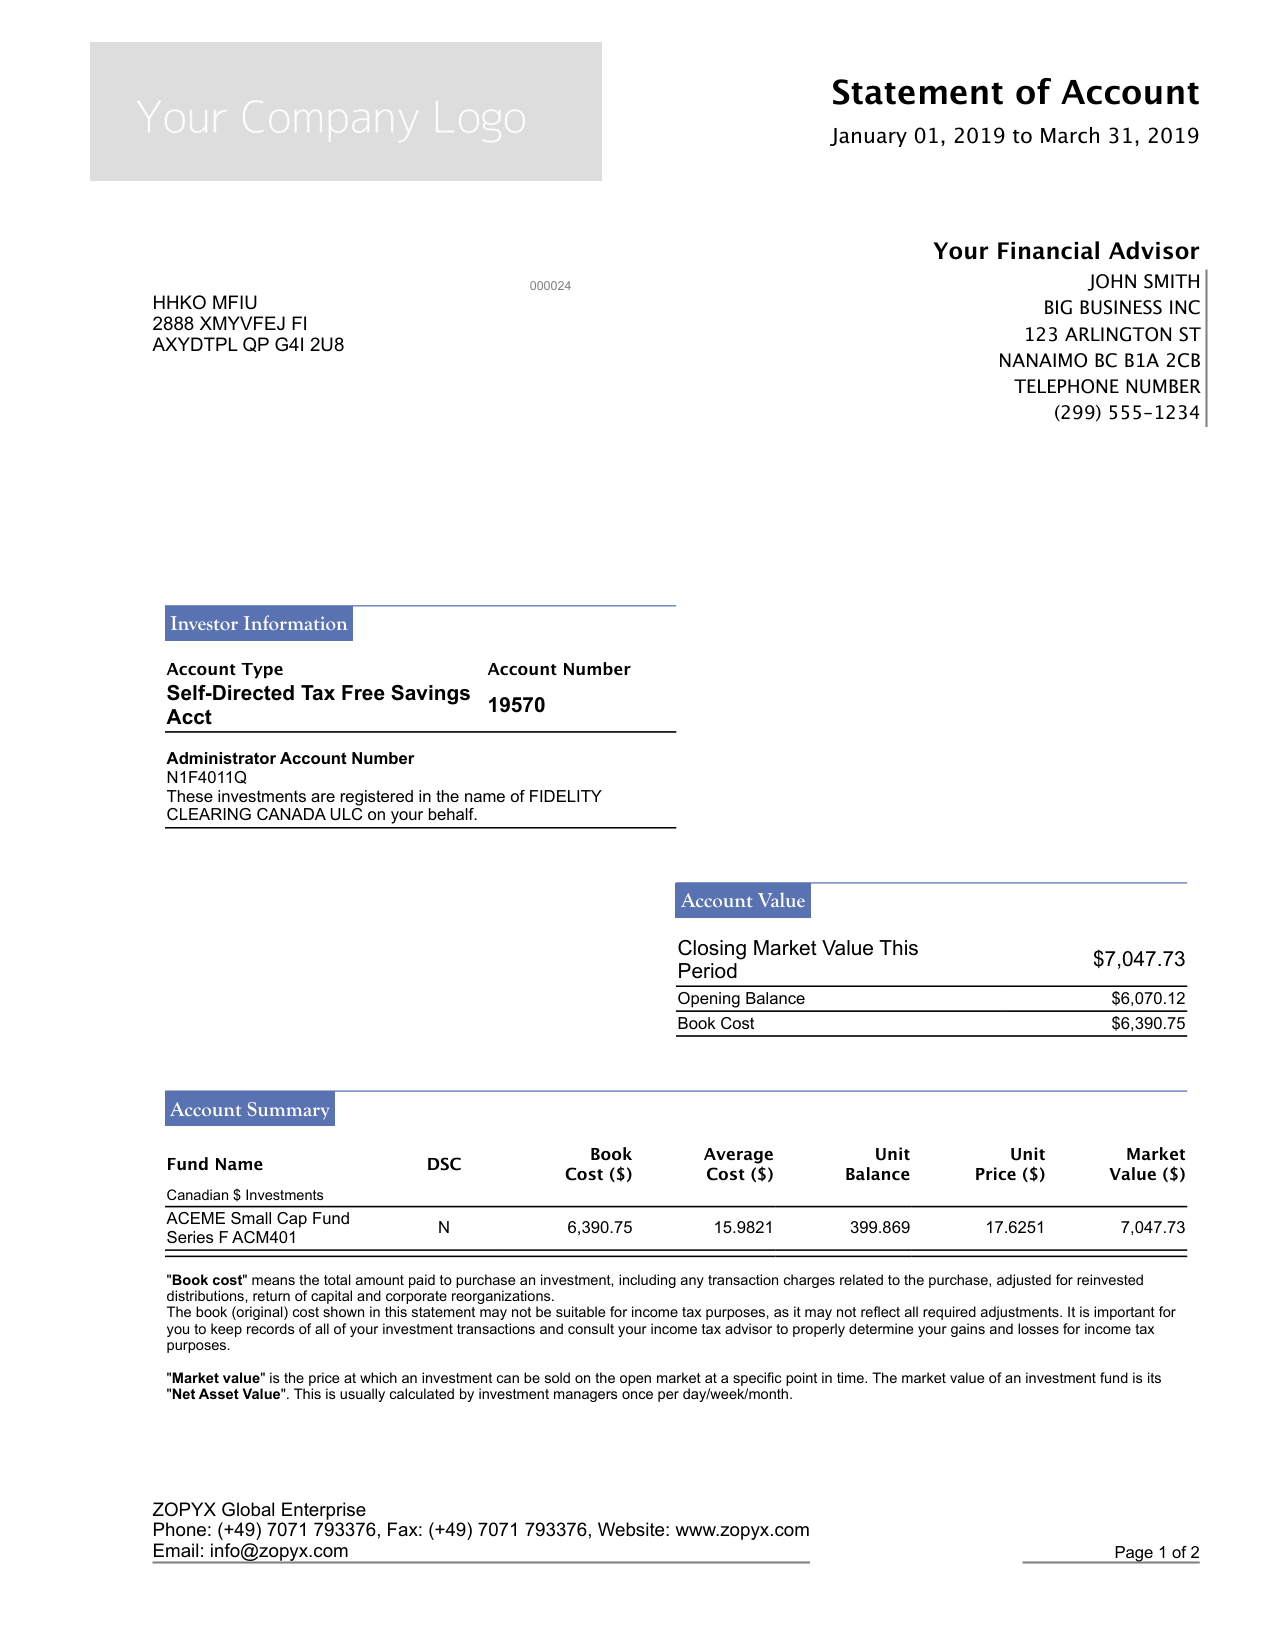 Your Company Logo
Statement of Account
January 01, 2019 to March 31, 2019
Your Financial Advisor
JOHN SMITH
BIG BUSINESS INC
123 ARLINGTON ST
NANAIMO BC B1A 2CB
TELEPHONE NUMBER
(299) 555-1234
000024
HHKO MFIU
2888 XMYVFEJ FI
AXYDTPL QP G4I 2U8
Investor Information
Account Type Account Number
Self-Directed Tax Free Savings
Acct
19570
Administrator Account Number
N1F4011Q
These investments are registered in the name of FIDELITY
CLEARING CANADA ULC on your behalf.
Account Value
Closing Market Value This
Period
$7,047.73
Opening Balance $6,070.12
Book Cost $6,390.75
Account Summary
Fund Name DSC Book Cost ($) Average Cost ($) Unit Balance Unit Price ($) Market Value ($)
Canadian $ Investments
ACEME Small Cap Fund
Series F ACM401
N 6,390.75 15.9821 399.869 17.6251 7,047.73
"Book cost" means the total amount paid to purchase an investment, including any transaction charges related to the purchase, adjusted for reinvested
distributions, return of capital and corporate reorganizations.
The book (original) cost shown in this statement may not be suitable for income tax purposes, as it may not reflect all required adjustments. It is important for
you to keep records of all of your investment transactions and consult your income tax advisor to properly determine your gains and losses for income tax
purposes.
"Market value" is the price at which an investment can be sold on the open market at a specific point in time. The market value of an investment fund is its
"Net Asset Value". This is usually calculated by investment managers once per day/week/month.
ZOPYX Global Enterprise
Phone: (+49) 7071 793376, Fax: (+49) 7071 793376, Website: www.zopyx.com
Email: info@zopyx.com
Page 1 of 2